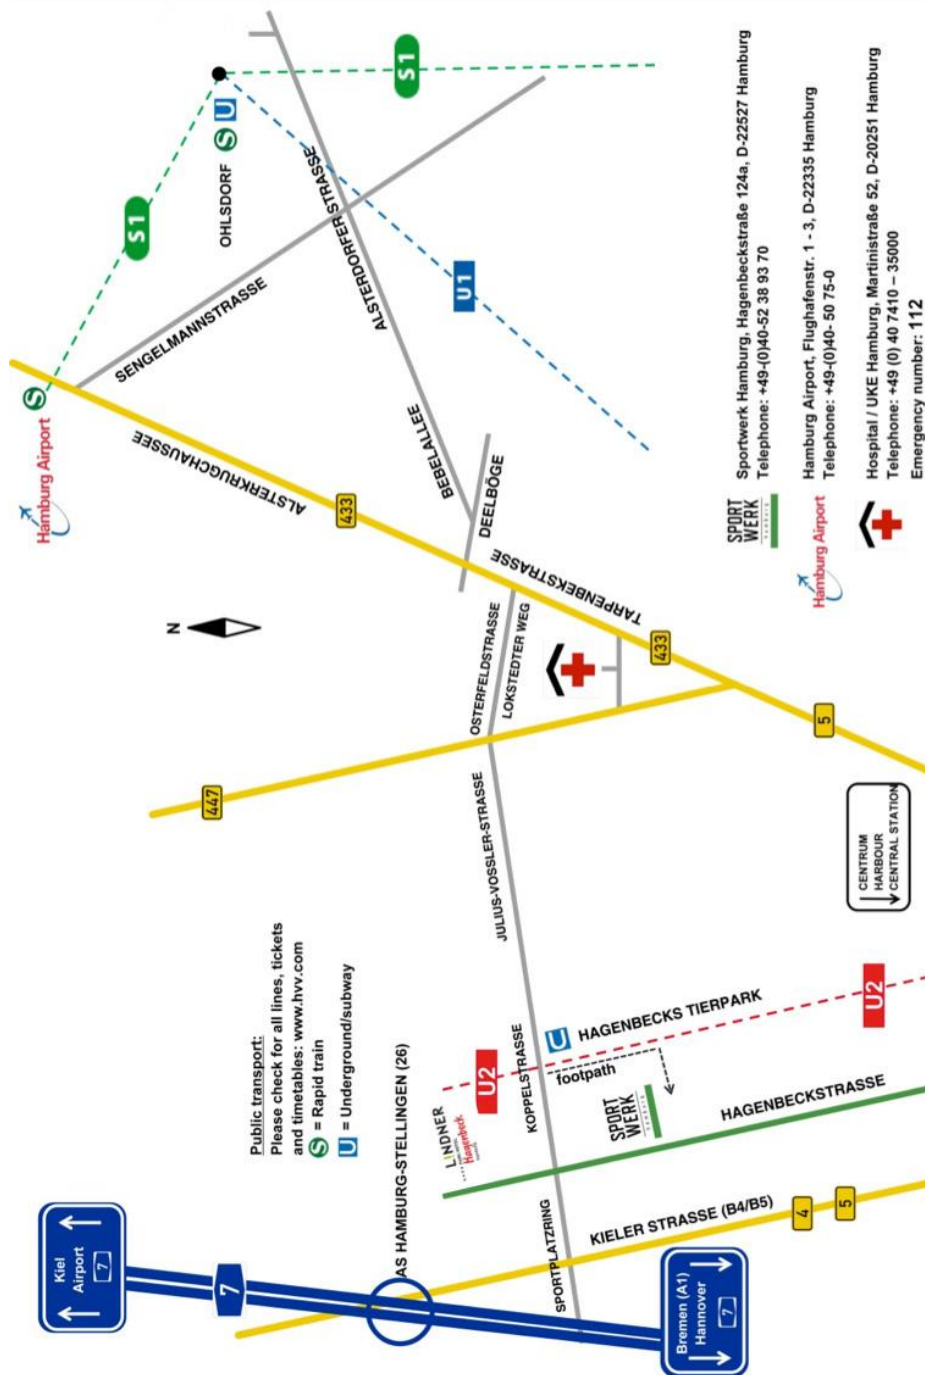 Kiel
Airport
7
7
Bremen (A1)
Hannover
7
AS HAMBURG-STELLINGEN (26)
Public transport:
Please check for all lines, tickets
and timetables: www.hvv.com
S = Rapid train
U = Underground/subway
SPORTPLATZRING
KIELER STRASSE (B4/B5)
4
5
LINDNER
Hagenbeck
KOPPELSTRASSE
U2
U
HAGENBECKS TIERPARK
footpath
SPORT
WERK
HAMBURG
HAGENBECKSTRASSE
U2
447
JULIUS-VOSSLER-STRASSE
OSTERFELDSTRASSE
LOKSTEDTER WEG
N
CENTRUM
HARBOUR
CENTRAL STATION
Hamburg Airport
S
ALSTERKRUGCHAUSSEE
433
TARPENBEKSTRASSE
433
5
DEELBÖGE
BEBELALLEE
SENGELMANNSTRASSE
ALSTERDORFER STRASSE
S1
OHLSDORF
S U
S1
U1
SPORT
WERK
HAMBURG
Sportwerk Hamburg, Hagenbeckstraße 124a, D-22527 Hamburg
Telephone: +49-(0)40-52 38 93 70
Hamburg Airport
Hamburg Airport, Flughafenstr. 1 - 3, D-22335 Hamburg
Telephone: +49-(0)40- 50 75-0
Hospital / UKE Hamburg, Martinistraße 52, D-20251 Hamburg
Telephone: +49 (0) 40 7410 – 35000
Emergency number: 112